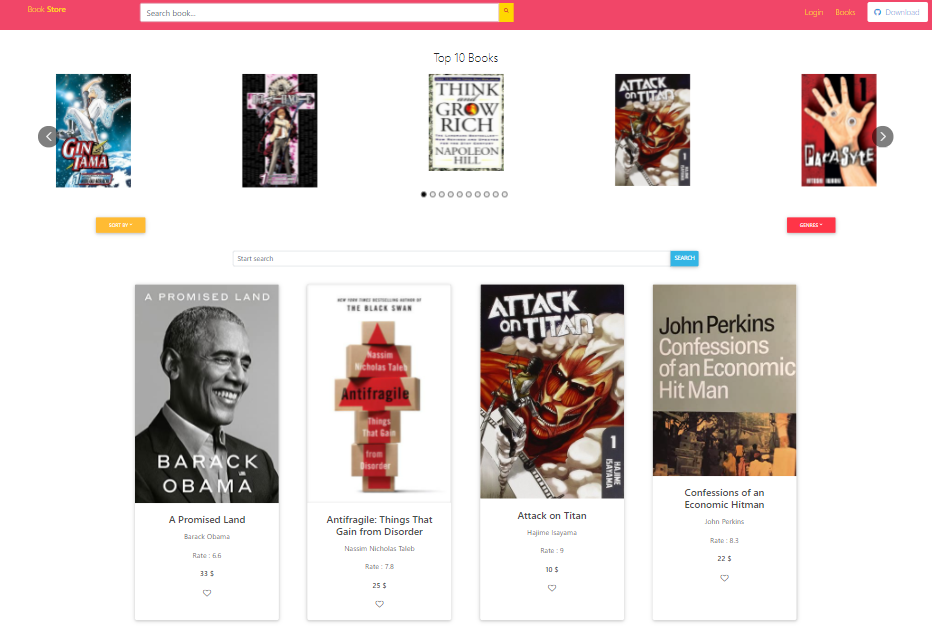 Book Store
Search book...
Login
Books
Download
Top 10 Books
GIN
TAMA
THINK
and
GROW
RICH
NAPOLEON
HILL
ATTACK
on TITAN
1
1
PARASYTE
SORT BY
GENRES
Start search
SEARCH
A PROMISED LAND
BARACK
OBAMA
A Promised Land
Barack Obama
Rate : 6.6
33 $
NEW YORK TIMES BESTSELLING AUTHOR OF
THE BLACK SWAN
Nassim
Nicholas Taleb
Antifragile
Things
That Gain
from
Disorder
Antifragile: Things That
Gain from Disorder
Nassim Nicholas Taleb
Rate : 7.8
25 $
ATTACK
on TITAN
1
HAJIME
ISAYAMA
Attack on Titan
Hajime Isayama
Rate : 9
10 $
John Perkins
Confessions
of an Economic
Hit Man
Confessions of an
Economic Hitman
John Perkins
Rate : 8.3
22 $